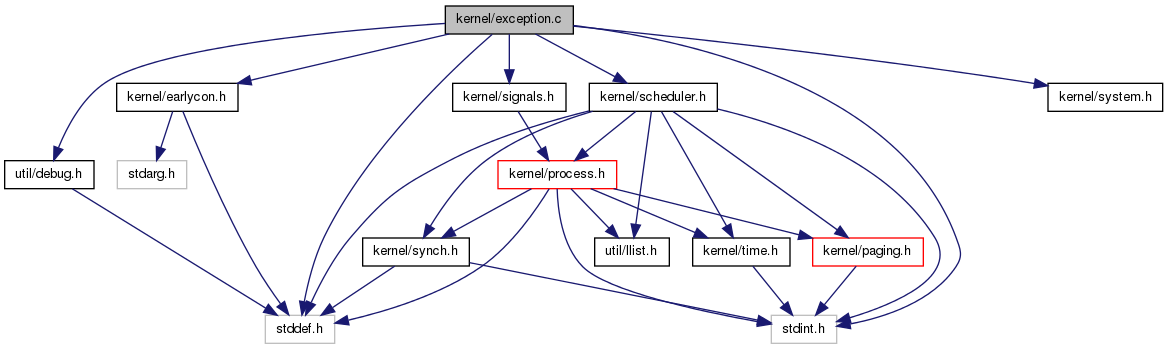 kernel/exception.c
kernel/earlycon.h
kernel/signals.h
kernel/scheduler.h
kernel/system.h
util/debug.h
stdarg.h
kernel/process.h
kernel/synch.h
util/llist.h
kernel/time.h
kernel/paging.h
stddef.h
stdint.h